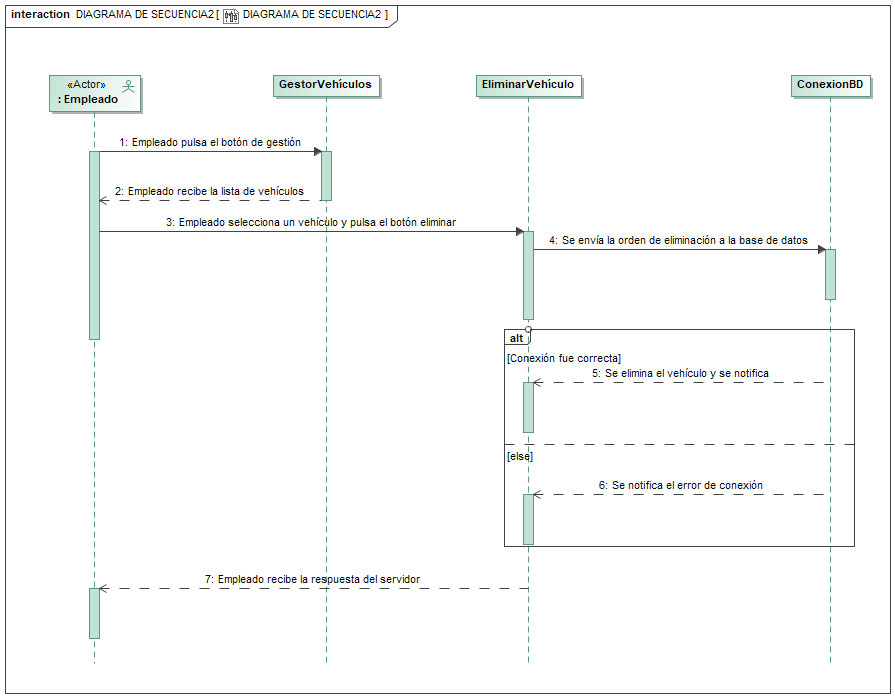 interaction DIAGRAMA DE SECUENCIA2 [ DIAGRAMA DE SECUENCIA2 ]
«Actor»
: Empleado
GestorVehículos
EliminarVehículo
ConexionBD
1: Empleado pulsa el botón de gestión
2: Empleado recibe la lista de vehículos
3: Empleado selecciona un vehículo y pulsa el botón eliminar
4: Se envía la orden de eliminación a la base de datos
alt
[Conexión fue correcta]
5: Se elimina el vehículo y se notifica
[else]
6: Se notifica el error de conexión
7: Empleado recibe la respuesta del servidor